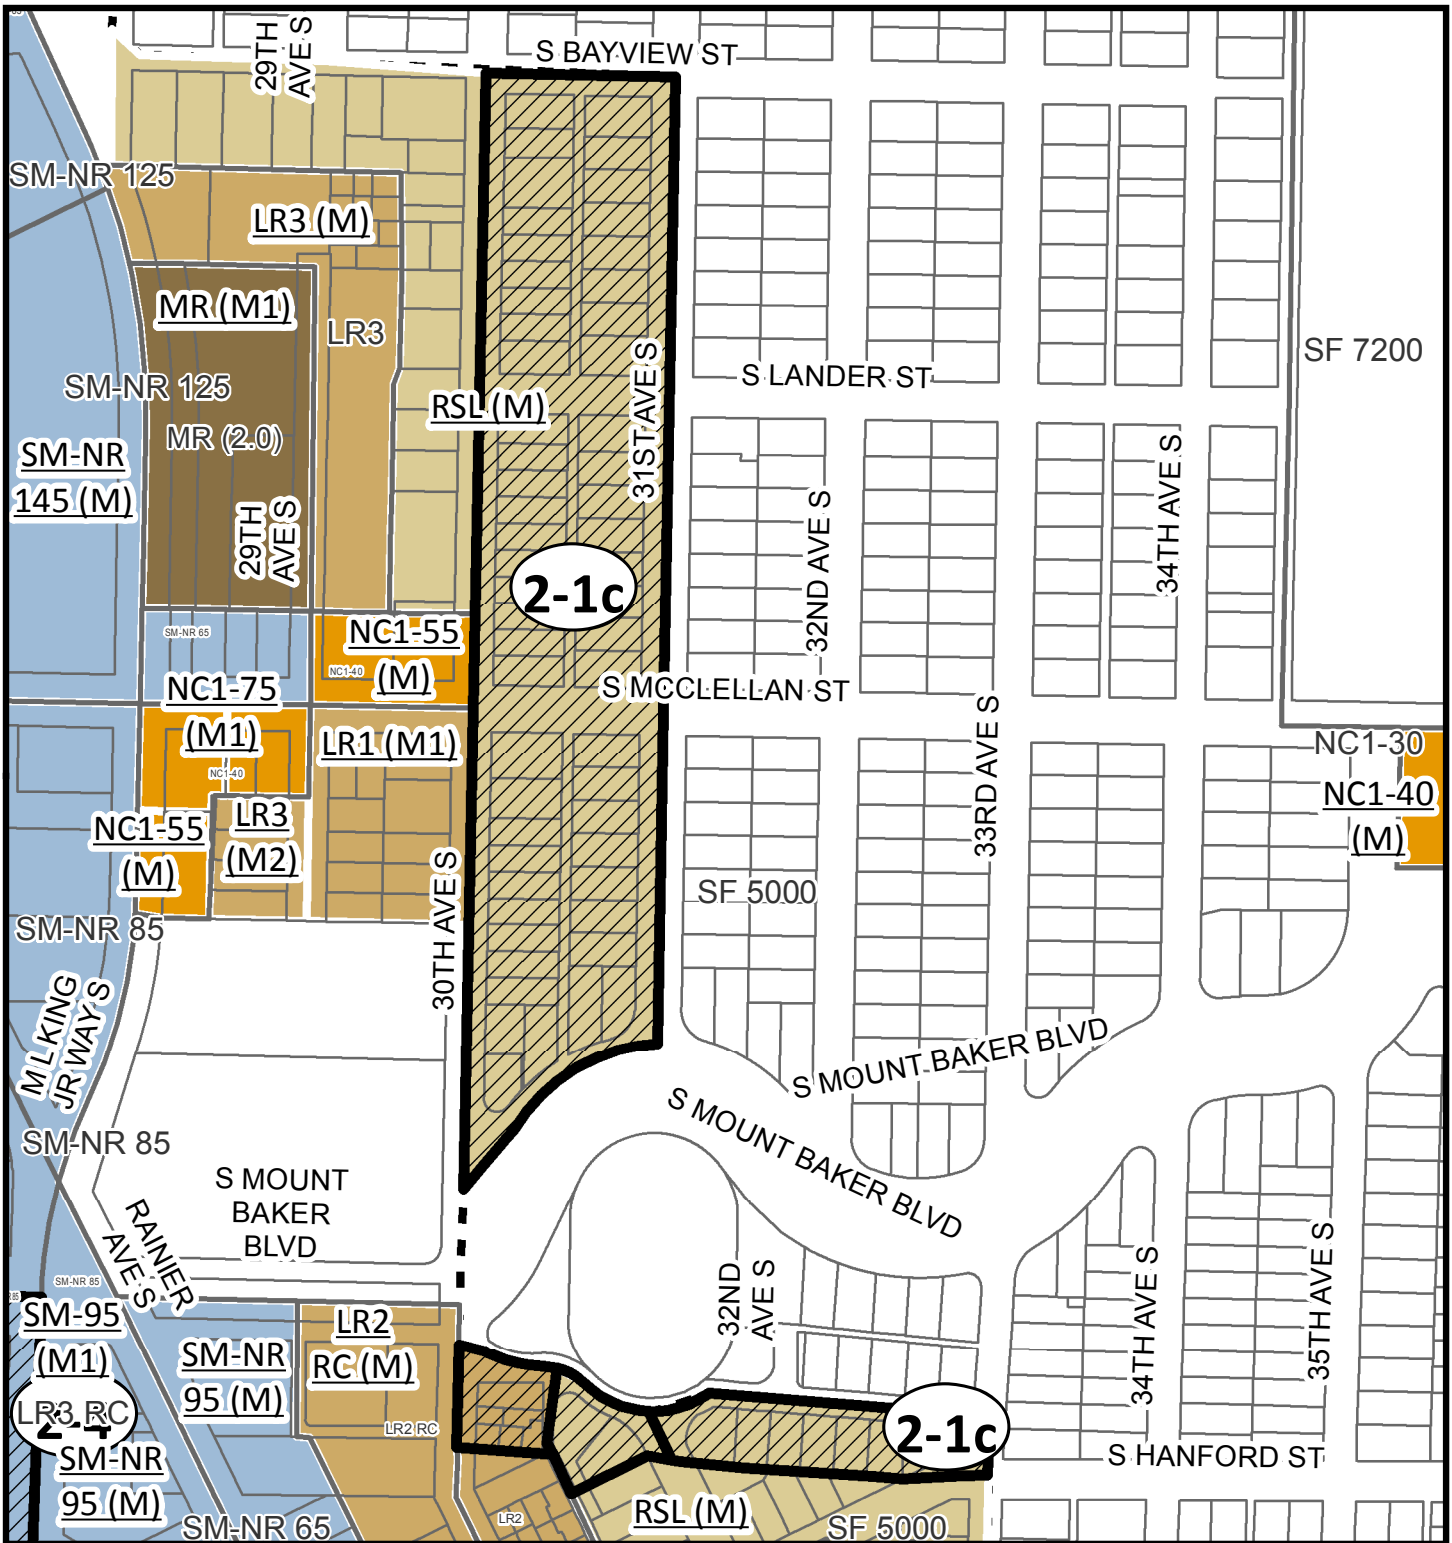 S BAYVIEW ST
29TH
AVE S
SM-NR 125
LR3 (M)
MR (M1)
LR3
SM-NR 125
MR (2.0)
RSL (M)
31ST AVE S
S LANDER ST
SF 7200
SM-NR
145 (M)
29TH
AVE S
32ND AVE S
34TH AVE S
2-1c
SM-NR 65
NC1-55
(M)
NC1-40
S MCCLELLAN ST
NC1-75
(M1)
NC1-40
LR1 (M1)
33RD AVE S
NC1-30
NC1-40
(M)
NC1-55
(M)
LR3
(M2)
30TH AVE S
SF 5000
SM-NR 85
M L KING
JR WAY S
S MOUNT BAKER BLVD
S MOUNT BAKER BLVD
SM-NR 85
S MOUNT
BAKER
BLVD
RAINIER
AVE S
SM-NR 85
32ND
AVE S
34TH AVE S
35TH AVE S
SM-95
(M1)
LR2
RC (M)
SM-NR
95 (M)
LR3 RC
2-4
LR2 RC
2-1c
S HANFORD ST
SM-NR
95 (M)
SM-NR 65
LR2
RSL (M)
SF 5000